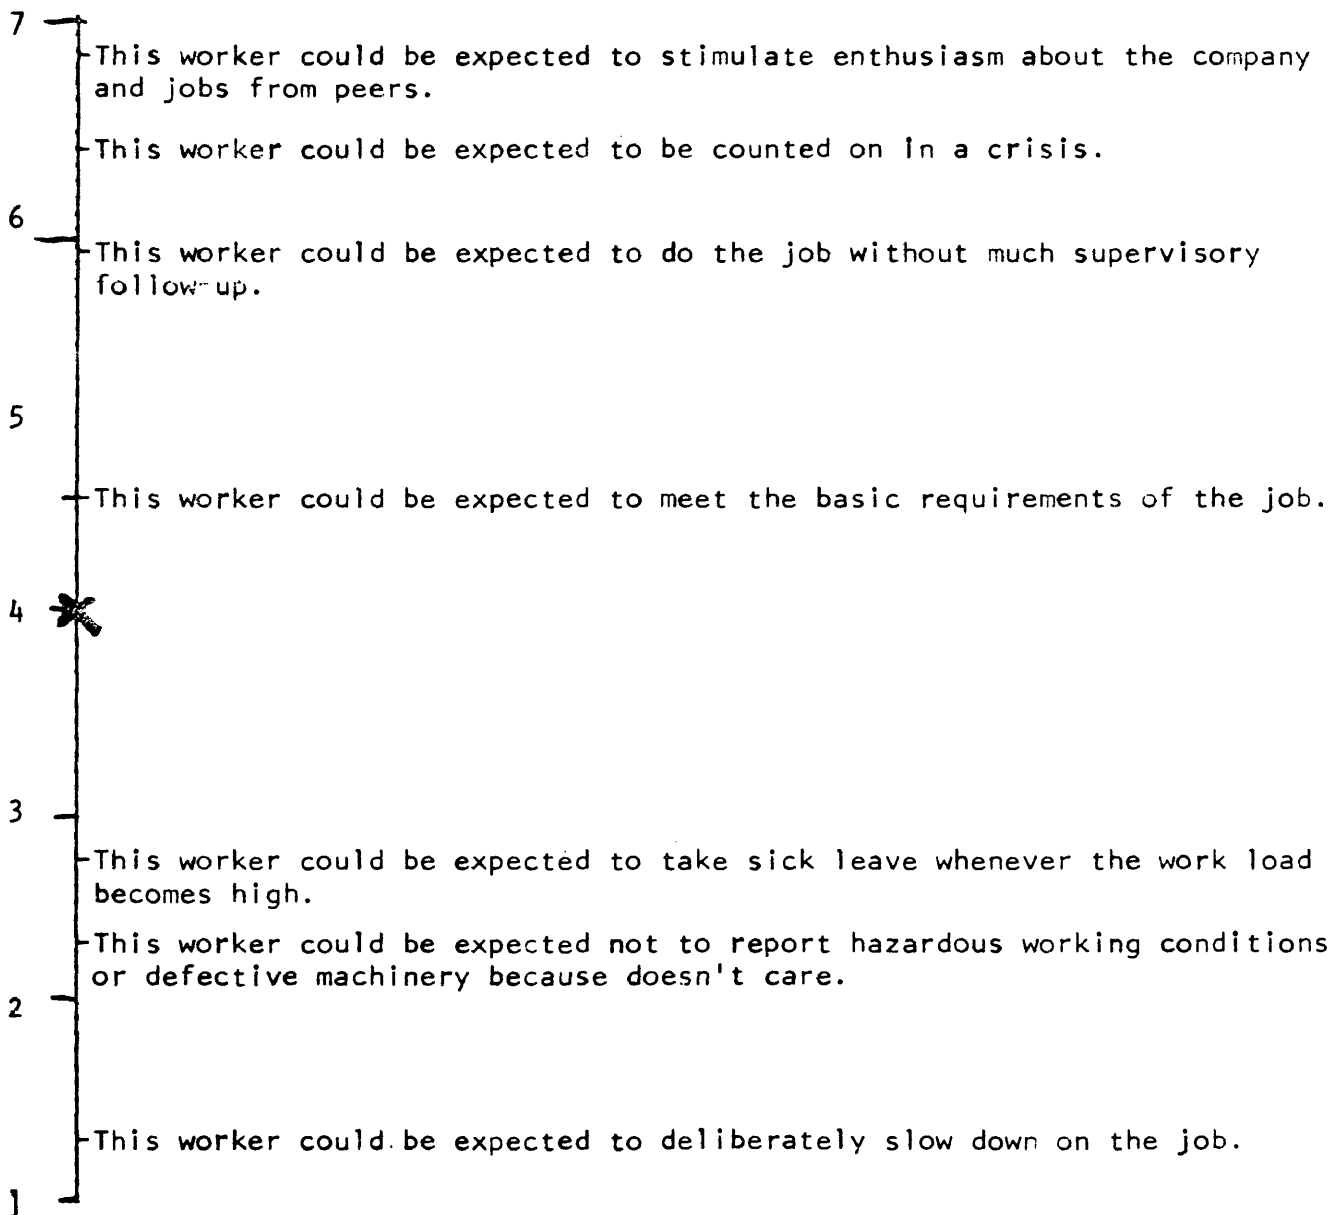 7
This worker could be expected to stimulate enthusiasm about the company
and jobs from peers.
This worker could be expected to be counted on in a crisis.
6
This worker could be expected to do the job without much supervisory
follow-up.
5
This worker could be expected to meet the basic requirements of the job.
4
3
This worker could be expected to take sick leave whenever the work load
becomes high.
This worker could be expected not to report hazardous working conditions
or defective machinery because doesn't care.
2
This worker could be expected to deliberately slow down on the job.
1